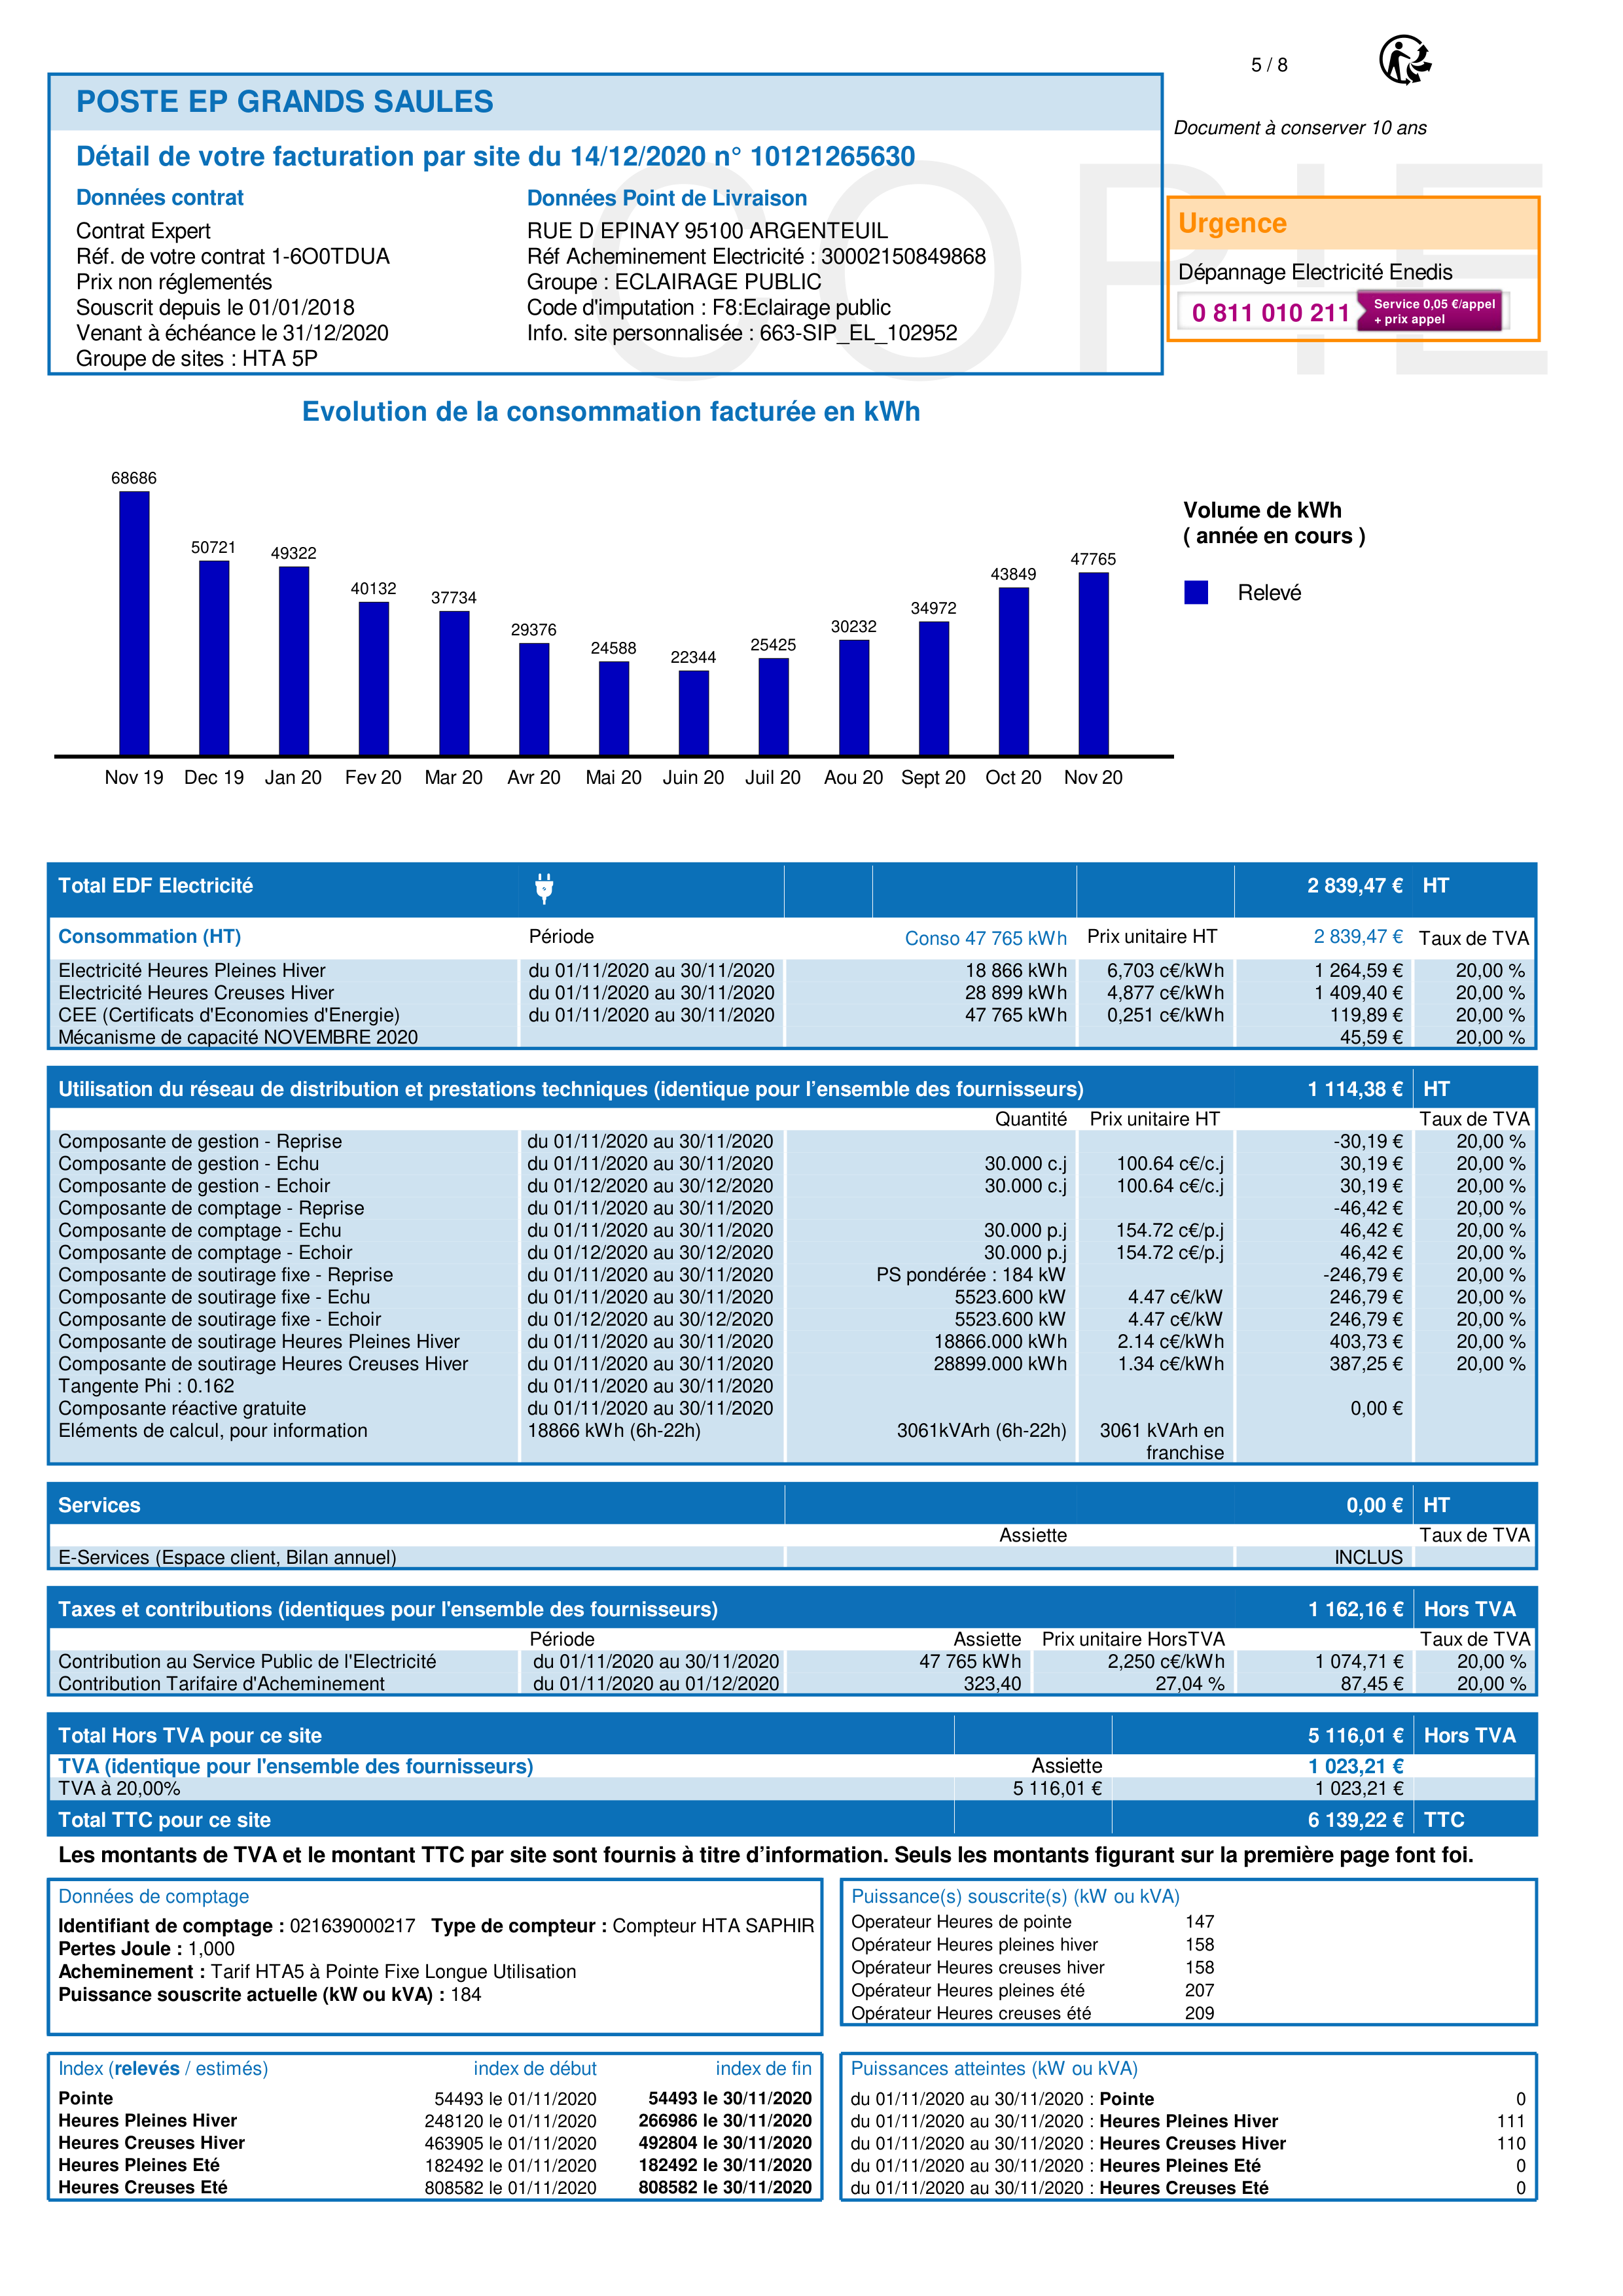 5 / 8
Document à conserver 10 ans
COPIE
POSTE EP GRANDS SAULES
Détail de votre facturation par site du 14/12/2020 n° 10121265630
Données contrat
Contrat Expert
Réf. de votre contrat 1-6O0TDUA
Prix non réglementés
Souscrit depuis le 01/01/2018
Venant à échéance le 31/12/2020
Groupe de sites : HTA 5P
Données Point de Livraison
RUE D EPINAY 95100 ARGENTEUIL
Réf Acheminement Electricité : 30002150849868
Groupe : ECLAIRAGE PUBLIC
Code d'imputation : F8:Eclairage public
Info. site personnalisée : 663-SIP_EL_102952
Urgence
Dépannage Electricité Enedis
0 811 010 211 Service 0,05 €/appel
+ prix appel
Evolution de la consommation facturée en kWh
68686 50721 49322 40132 37734 29376 24588 22344 25425 30232 34972 43849 47765
Nov 19 Dec 19 Jan 20 Fev 20 Mar 20 Avr 20 Mai 20 Juin 20 Juil 20 Aou 20 Sept 20 Oct 20 Nov 20
Volume de kWh
( année en cours )
Relevé
Total EDF Electricité 2 839,47 € HT
Consommation (HT) Période Conso 47 765 kWh Prix unitaire HT 2 839,47 € Taux de TVA
Electricité Heures Pleines Hiver du 01/11/2020 au 30/11/2020 18 866 kWh 6,703 c€/kWh 1 264,59 € 20,00 %
Electricité Heures Creuses Hiver du 01/11/2020 au 30/11/2020 28 899 kWh 4,877 c€/kWh 1 409,40 € 20,00 %
CEE (Certificats d'Economies d'Energie) du 01/11/2020 au 30/11/2020 47 765 kWh 0,251 c€/kWh 119,89 € 20,00 %
Mécanisme de capacité NOVEMBRE 2020 45,59 € 20,00 %
Utilisation du réseau de distribution et prestations techniques (identique pour l’ensemble des fournisseurs) 1 114,38 € HT
Quantité Prix unitaire HT Taux de TVA
Composante de gestion - Reprise du 01/11/2020 au 30/11/2020 -30,19 € 20,00 %
Composante de gestion - Echu du 01/11/2020 au 30/11/2020 30.000 c.j 100.64 c€/c.j 30,19 € 20,00 %
Composante de gestion - Echoir du 01/12/2020 au 30/12/2020 30.000 c.j 100.64 c€/c.j 30,19 € 20,00 %
Composante de comptage - Reprise du 01/11/2020 au 30/11/2020 -46,42 € 20,00 %
Composante de comptage - Echu du 01/11/2020 au 30/11/2020 30.000 p.j 154.72 c€/p.j 46,42 € 20,00 %
Composante de comptage - Echoir du 01/12/2020 au 30/12/2020 30.000 p.j 154.72 c€/p.j 46,42 € 20,00 %
Composante de soutirage fixe - Reprise du 01/11/2020 au 30/11/2020 PS pondérée : 184 kW -246,79 € 20,00 %
Composante de soutirage fixe - Echu du 01/11/2020 au 30/11/2020 5523.600 kW 4.47 c€/kW 246,79 € 20,00 %
Composante de soutirage fixe - Echoir du 01/12/2020 au 30/12/2020 5523.600 kW 4.47 c€/kW 246,79 € 20,00 %
Composante de soutirage Heures Pleines Hiver du 01/11/2020 au 30/11/2020 18866.000 kWh 2.14 c€/kWh 403,73 € 20,00 %
Composante de soutirage Heures Creuses Hiver du 01/11/2020 au 30/11/2020 28899.000 kWh 1.34 c€/kWh 387,25 € 20,00 %
Tangente Phi : 0.162 du 01/11/2020 au 30/11/2020
Composante réactive gratuite du 01/11/2020 au 30/11/2020 0,00 €
Eléments de calcul, pour information 18866 kWh (6h-22h) 3061kVArh (6h-22h) 3061 kVArh en
franchise
Services 0,00 € HT
Assiette Taux de TVA
E-Services (Espace client, Bilan annuel) INCLUS
Taxes et contributions (identiques pour l'ensemble des fournisseurs) 1 162,16 € Hors TVA
Période Assiette Prix unitaire HorsTVA Taux de TVA
Contribution au Service Public de l'Electricité du 01/11/2020 au 30/11/2020 47 765 kWh 2,250 c€/kWh 1 074,71 € 20,00 %
Contribution Tarifaire d'Acheminement du 01/11/2020 au 01/12/2020 323,40 27,04 % 87,45 € 20,00 %
Total Hors TVA pour ce site 5 116,01 € Hors TVA
TVA (identique pour l'ensemble des fournisseurs) Assiette 1 023,21 €
TVA à 20,00% 5 116,01 € 1 023,21 €
Total TTC pour ce site 6 139,22 € TTC
Les montants de TVA et le montant TTC par site sont fournis à titre d’information. Seuls les montants figurant sur la première page font foi.
Données de comptage
Identifiant de comptage : 021639000217 Type de compteur : Compteur HTA SAPHIR
Pertes Joule : 1,000
Acheminement : Tarif HTA5 à Pointe Fixe Longue Utilisation
Puissance souscrite actuelle (kW ou kVA) : 184
Puissance(s) souscrite(s) (kW ou kVA)
Operateur Heures de pointe 147
Opérateur Heures pleines hiver 158
Opérateur Heures creuses hiver 158
Opérateur Heures pleines été 207
Opérateur Heures creuses été 209
Index (relevés / estimés) index de début index de fin
Pointe 54493 le 01/11/2020 54493 le 30/11/2020
Heures Pleines Hiver 248120 le 01/11/2020 266986 le 30/11/2020
Heures Creuses Hiver 463905 le 01/11/2020 492804 le 30/11/2020
Heures Pleines Eté 182492 le 01/11/2020 182492 le 30/11/2020
Heures Creuses Eté 808582 le 01/11/2020 808582 le 30/11/2020
Puissances atteintes (kW ou kVA)
du 01/11/2020 au 30/11/2020 : Pointe 0
du 01/11/2020 au 30/11/2020 : Heures Pleines Hiver 111
du 01/11/2020 au 30/11/2020 : Heures Creuses Hiver 110
du 01/11/2020 au 30/11/2020 : Heures Pleines Eté 0
du 01/11/2020 au 30/11/2020 : Heures Creuses Eté 0